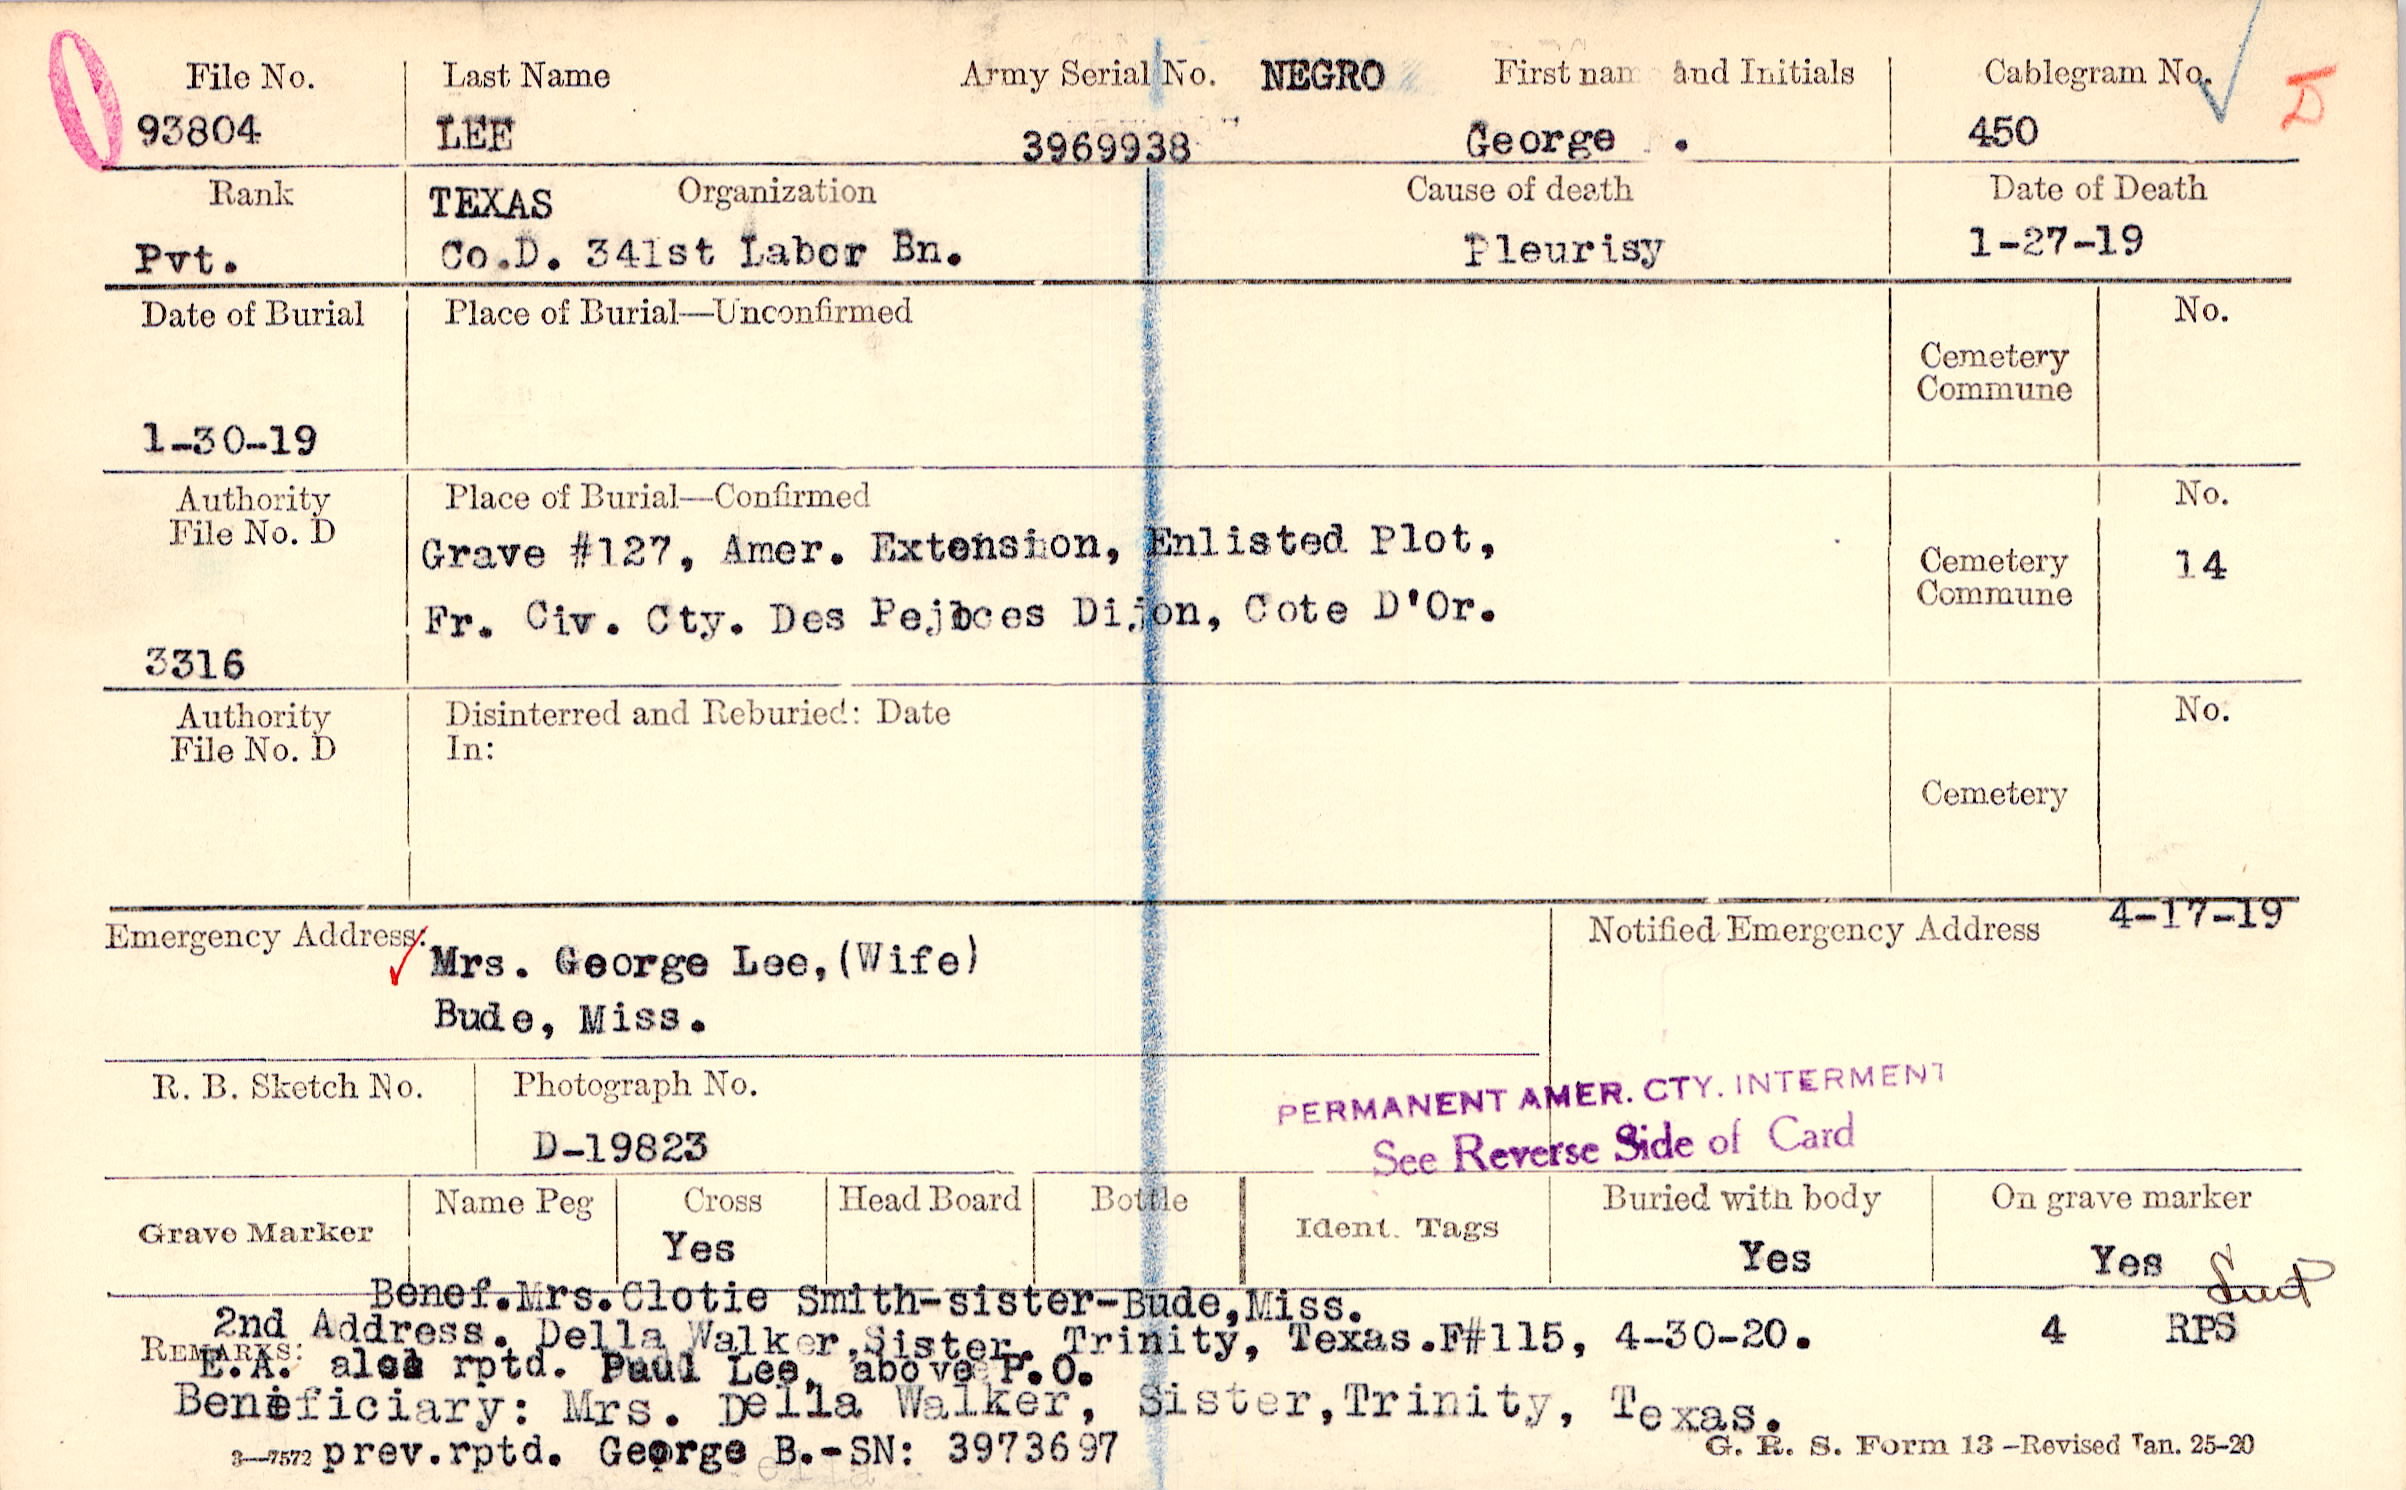 File No. Last Name Army Serial No. NEGRO First nam and Initials Cablegram No.
93804 LEE 3969938 George . 450
D
Rank TEXAS Organization Cause of death Date of Death
Pvt. Co.D. 341st Labor Bn. Pleurisy 1-27-19
Date of Burial Place of Burial—Unconfirmed No.
Cemetery
Commune
1-30-19
Authority Place of Burial—Confirmed No.
File No. D
Grave #127, Amer. Extension, Enlisted Plot,
Cemetery 14
Commune
Fr. Civ. Cty. Des Dijon, Cote D'Or.
3316
Authority Disinterred and Reburied: Date No.
File No. D In:
Cemetery
Emergency Address: Notified Emergency Address 4-17-19
Mrs. George Lee,(Wife)
Bude, Miss.
R. B. Sketch No. Photograph No.
D-19823
PERMANENT AMER. CTY. INTERMENT
See Reverse Side of Card
Grave Marker Name Peg Cross Head Board Bottle Ident. Tags Buried with body On grave marker
Yes Yes Yes
Benef.Mrs.Clotie Smith-sister-Bude,Miss.
2nd Address. Della Walker,Sister, Trinity, Texas.F#115, 4-30-20. 4 RPS
REMARKS:
E.A. also rptd. Paul Lee, above P.O.
Beneficiary: Mrs. Della Walker, Sister,Trinity, Texas.
3—7572 prev.rptd. George B.-SN: 3973697
G. R. S. Form 13—Revised Jan. 25-20